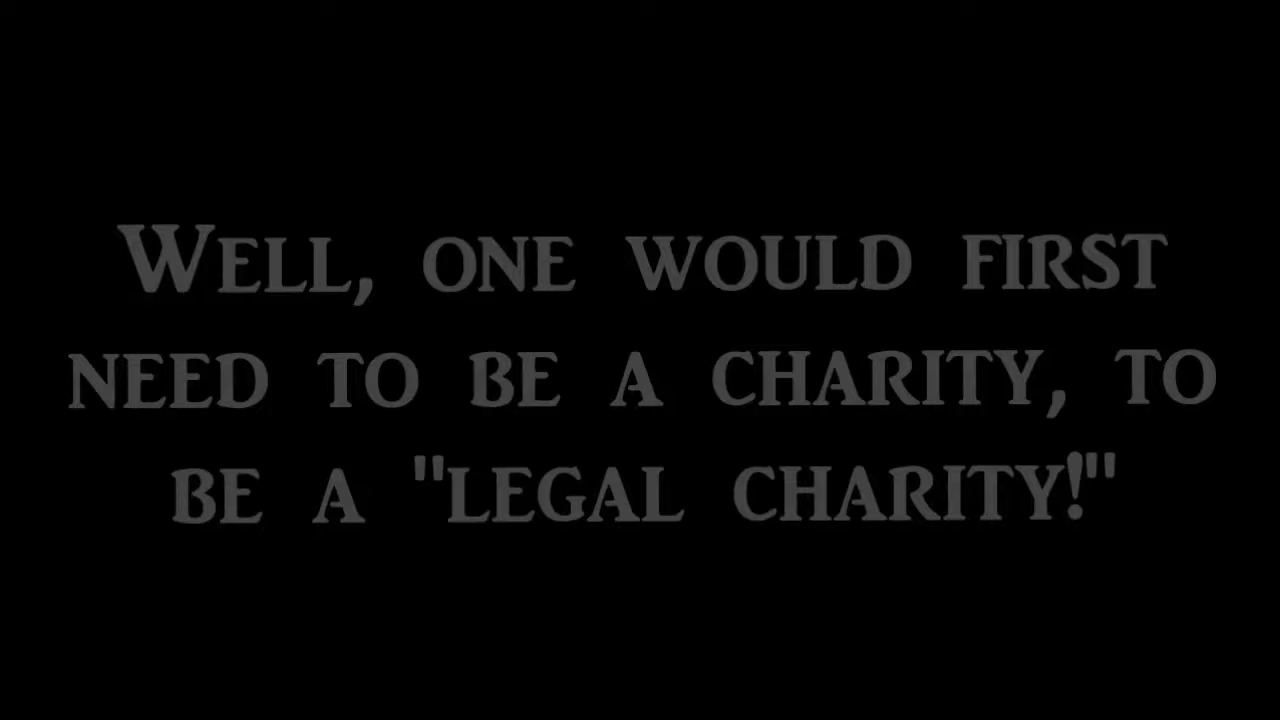 Well, one would first
need to be a charity, to
be a "legal charity!"